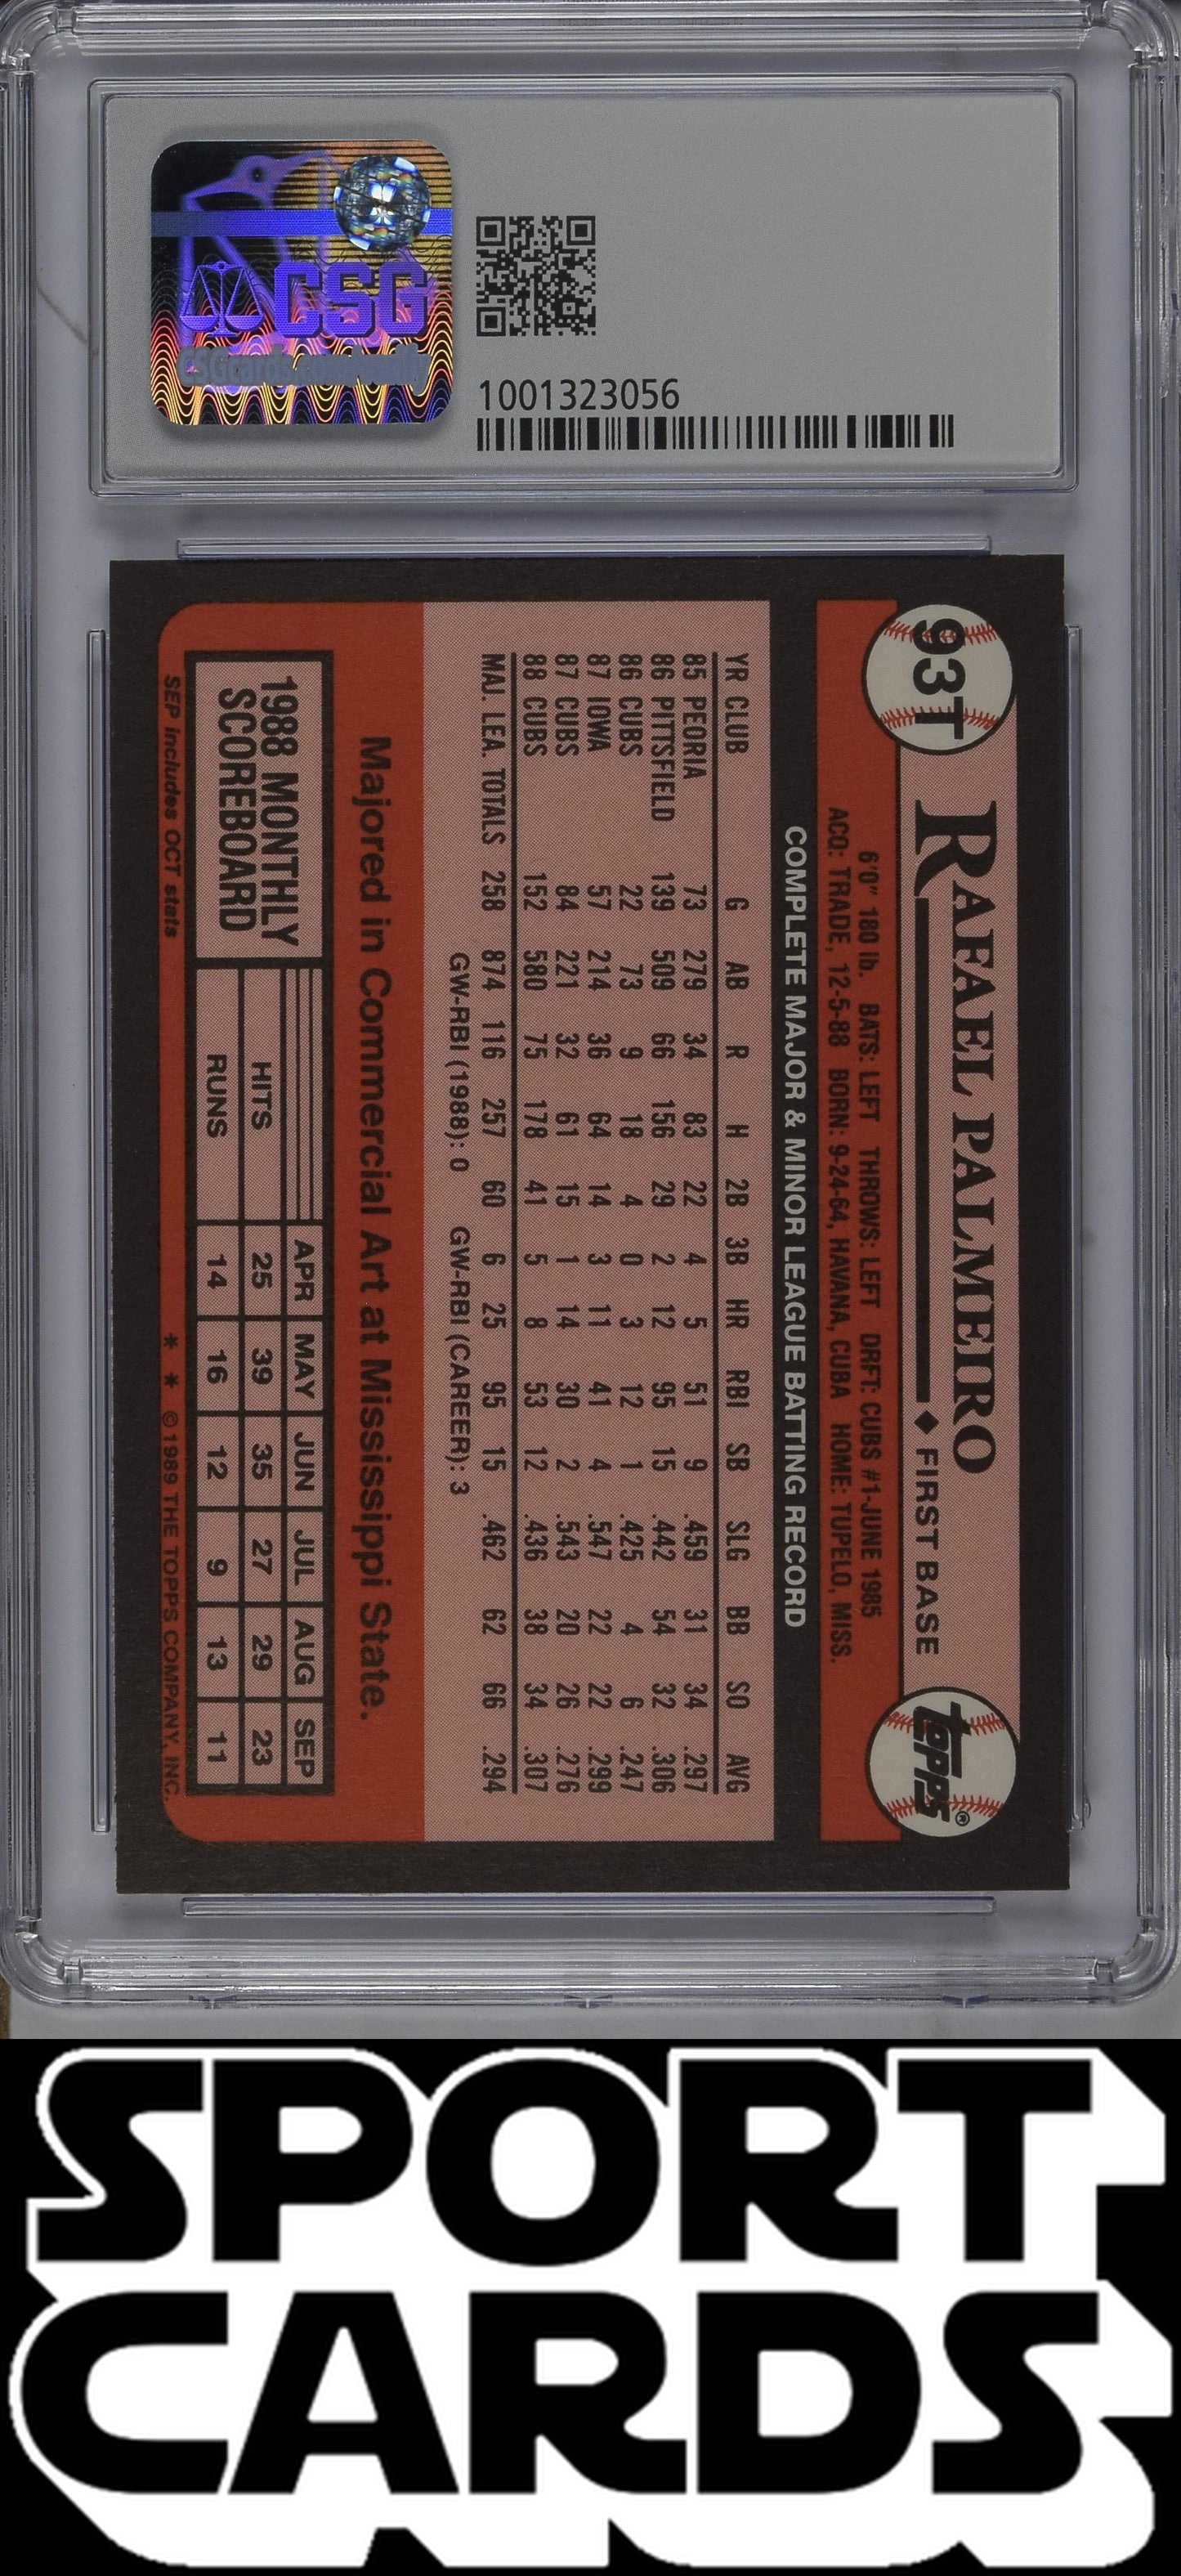 CSG
CSGcards.com/verify
1001323056
93T
RAFAEL PALMEIRO
◆ FIRST BASE
topps®
6'0" 180 lb. BATS: LEFT THROWS: LEFT DRFT: CUBS #1-JUNE 1985
ACQ: TRADE, 12-5-88 BORN: 9-24-64, HAVANA, CUBA HOME: TUPELO, MISS.
COMPLETE MAJOR & MINOR LEAGUE BATTING RECORD
YR CLUB G AB R H 2B 3B HR RBI SB SLG BB SO AVG
85 PEORIA 73 279 34 83 22 4 5 51 9 .459 31 34 .297
86 PITTSFIELD 139 509 66 156 29 2 12 95 15 .442 54 32 .306
86 CUBS 22 73 9 18 4 0 3 12 1 .425 4 6 .247
87 IOWA 57 214 36 64 14 3 11 41 4 .547 22 22 .299
87 CUBS 84 221 32 61 15 1 14 30 2 .543 20 26 .276
88 CUBS 152 580 75 178 41 5 8 53 12 .436 38 34 .307
MAJ. LEA. TOTALS 258 874 116 257 60 6 25 95 15 .462 62 66 .294
GW-RBI (1988): 0 GW-RBI (CAREER): 3
Majored in Commercial Art at Mississippi State.
1988 MONTHLY
SCOREBOARD
APR MAY JUN JUL AUG SEP
HITS 25 39 35 27 29 23
RUNS 14 16 12 9 13 11
SEP includes OCT stats
* * © 1989 THE TOPPS COMPANY, INC.
SPORT
CARDS